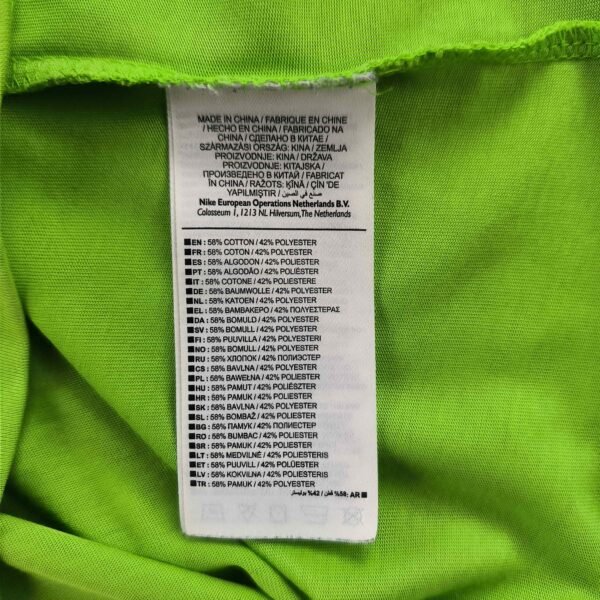 MADE IN CHINA / FABRIQUE EN CHINE
/ HECHO EN CHINA / FABRICADO NA
CHINA / СДЕЛАНО В КИТАЕ /
SZÁRMAZÁSI ORSZÁG: KINA / ZEMLJA
PROIZVODNJE: KINA / DRŽAVA
PROIZVODNJE: KITAJSKA /
ПРОИЗВЕДЕНО В КИТАЙ / FABRICAT
ÎN CHINA / RAŽOTS: ĶĪNĀ / ÇİN 'DE
YAPILMIŞTIR / صنع في الصين
Nike European Operations Netherlands B.V.
Colosseum 1, 1213 NL Hilversum, The Netherlands
EN : 58% COTTON / 42% POLYESTER
FR : 58% COTON / 42% POLYESTER
ES : 58% ALGODON / 42% POLIESTER
PT : 58% ALGODÃO / 42% POLIESTER
IT : 58% COTONE / 42% POLIESTERE
DE : 58% BAUMWOLLE / 42% POLYESTER
NL : 58% KATOEN / 42% POLYESTER
EL : 58% ΒΑΜΒΑΚΕΡΟ / 42% ΠΟΛΥΕΣΤΕΡΑΣ
DA : 58% BOMULD / 42% POLYESTER
SV : 58% BOMULL / 42% POLYESTER
FI : 58% PUUVILLA / 42% POLYESTERI
NO : 58% BOMULL / 42% POLYESTER
RU : 58% ХЛОПОК / 42% ПОЛИЭСТЕР
CS : 58% BAVLNA / 42% POLYESTER
PL : 58% BAWEŁNA / 42% POLIESTER
HU : 58% PAMUT / 42% POLIÉSZTER
HR : 58% PAMUK / 42% POLIESTER
SK : 58% BAVLNA / 42% POLYESTER
SL : 58% BOMBAŽ / 42% POLIESTER
BG : 58% ПАМУК / 42% ПОЛИЕСТЕР
RO : 58% BUMBAC / 42% POLIESTER
SR : 58% PAMUK / 42% POLIESTER
LT : 58% MEDVILNĖ / 42% POLIESTERIS
ET : 58% PUUVILL / 42% POLÜESTER
LV : 58% KOKVILNA / 42% POLIESTERIS
TR : 58% PAMUK / 42% POLYESTER
AR :58% قطن / 42% بوليستر